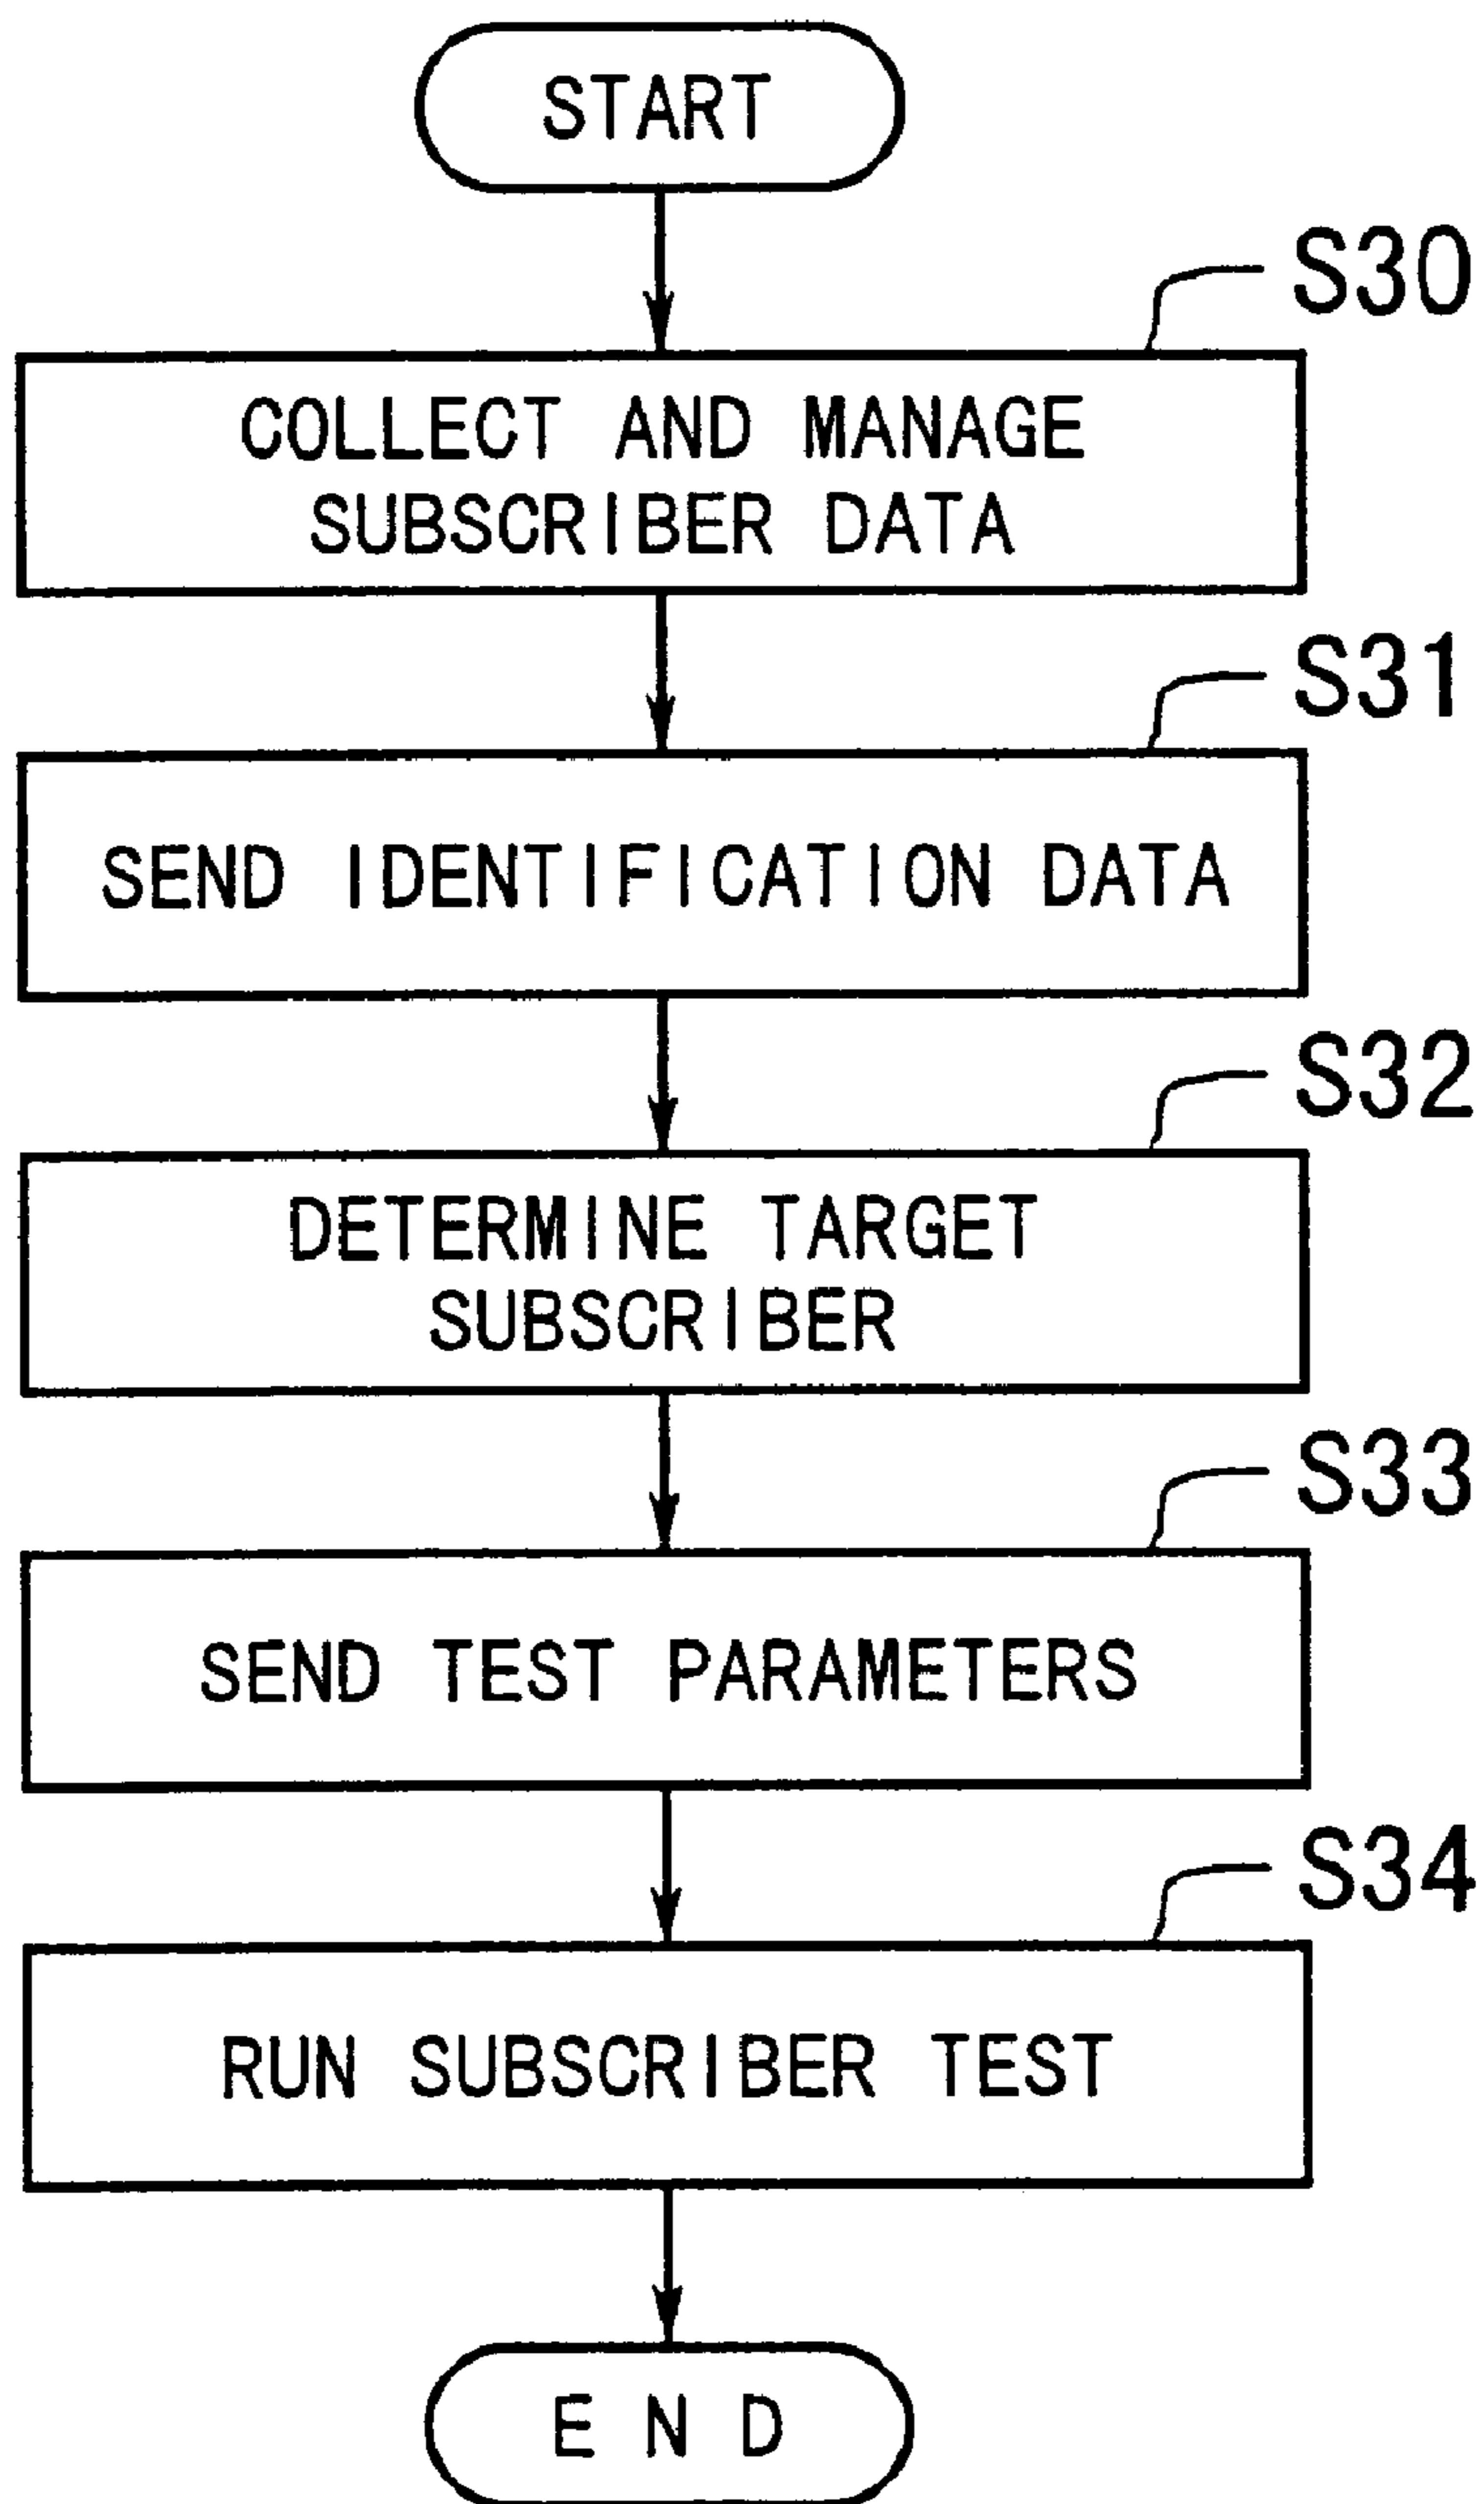 START
S30
COLLECT AND MANAGE
SUBSCRIBER DATA
S31
SEND IDENTIFICATION DATA
S32
DETERMINE TARGET
SUBSCRIBER
S33
SEND TEST PARAMETERS
S34
RUN SUBSCRIBER TEST
END